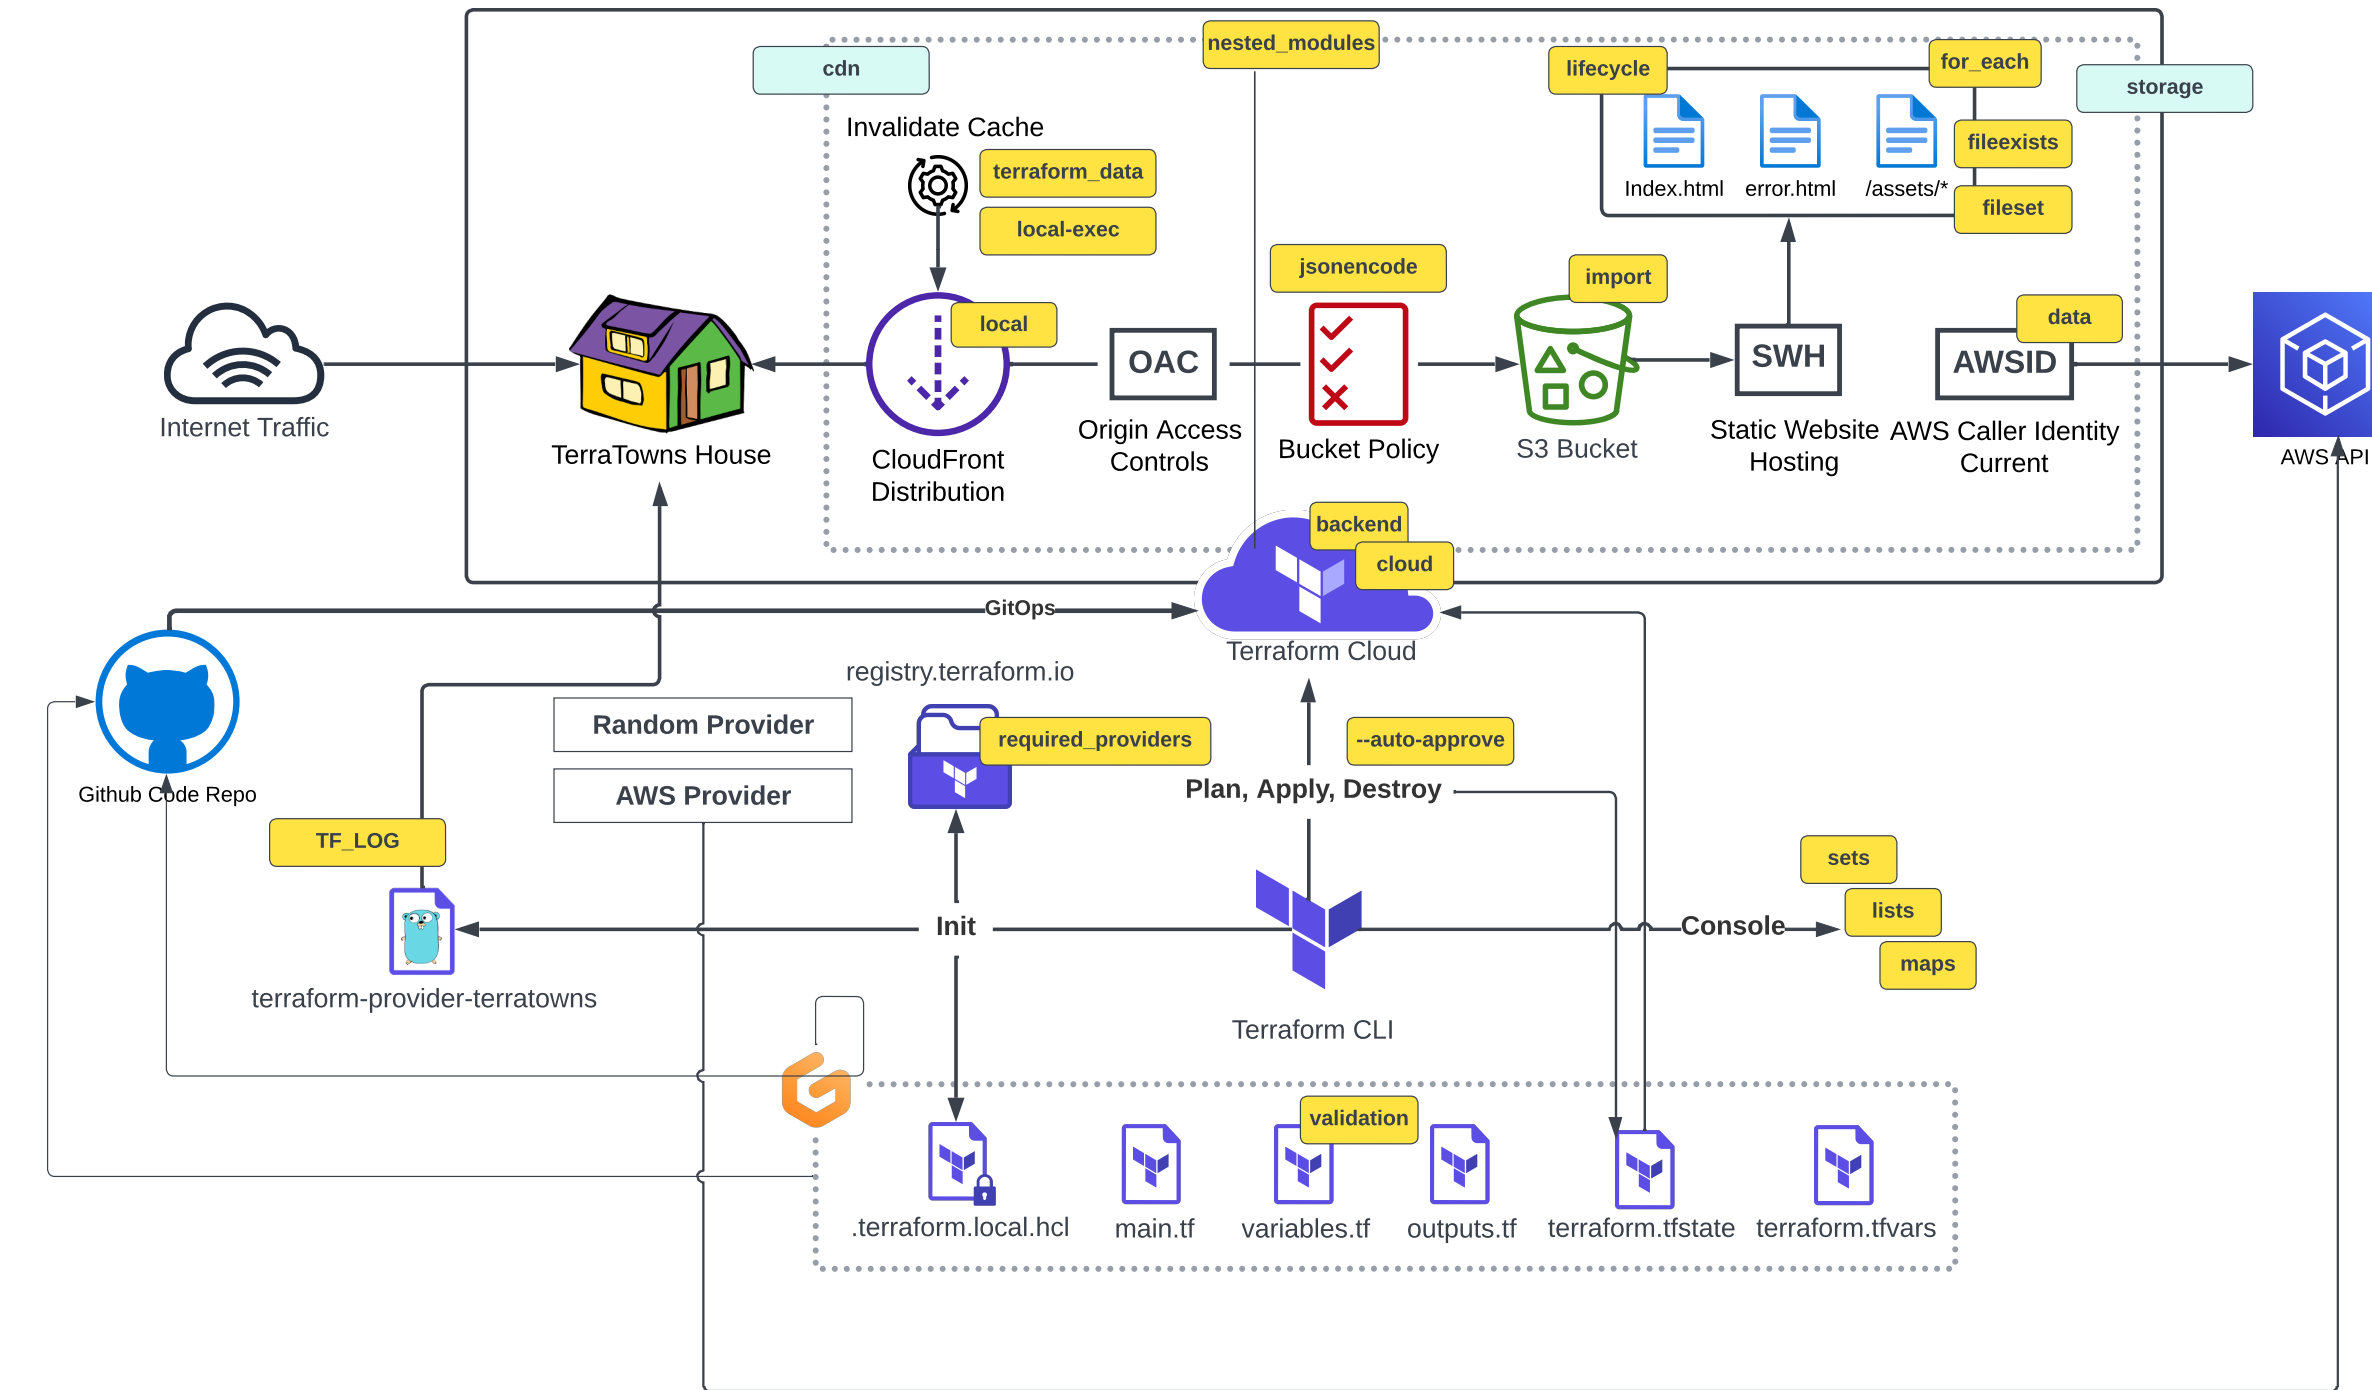 nested_modules
cdn
lifecycle
for_each
storage
Invalidate Cache
terraform_data
local-exec
fileexists
fileset
Index.html
error.html
/assets/*
jsonencode
import
local
data
OAC
SWH
AWSID
Internet Traffic
TerraTowns House
CloudFront
Distribution
Origin Access
Controls
Bucket Policy
S3 Bucket
Static Website
Hosting
AWS Caller Identity
Current
AWS API
backend
cloud
GitOps
Terraform Cloud
registry.terraform.io
Random Provider
required_providers
--auto-approve
AWS Provider
Plan, Apply, Destroy
Github Code Repo
TF_LOG
sets
lists
maps
Init
Console
terraform-provider-terratowns
Terraform CLI
validation
.terraform.local.hcl
main.tf
variables.tf
outputs.tf
terraform.tfstate
terraform.tfvars